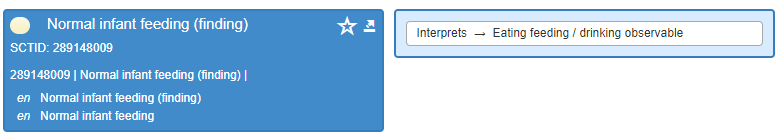 Normal infant feeding (finding)
SCTID: 289148009
289148009 | Normal infant feeding (finding) |
en Normal infant feeding (finding)
en Normal infant feeding
Interprets → Eating feeding / drinking observable